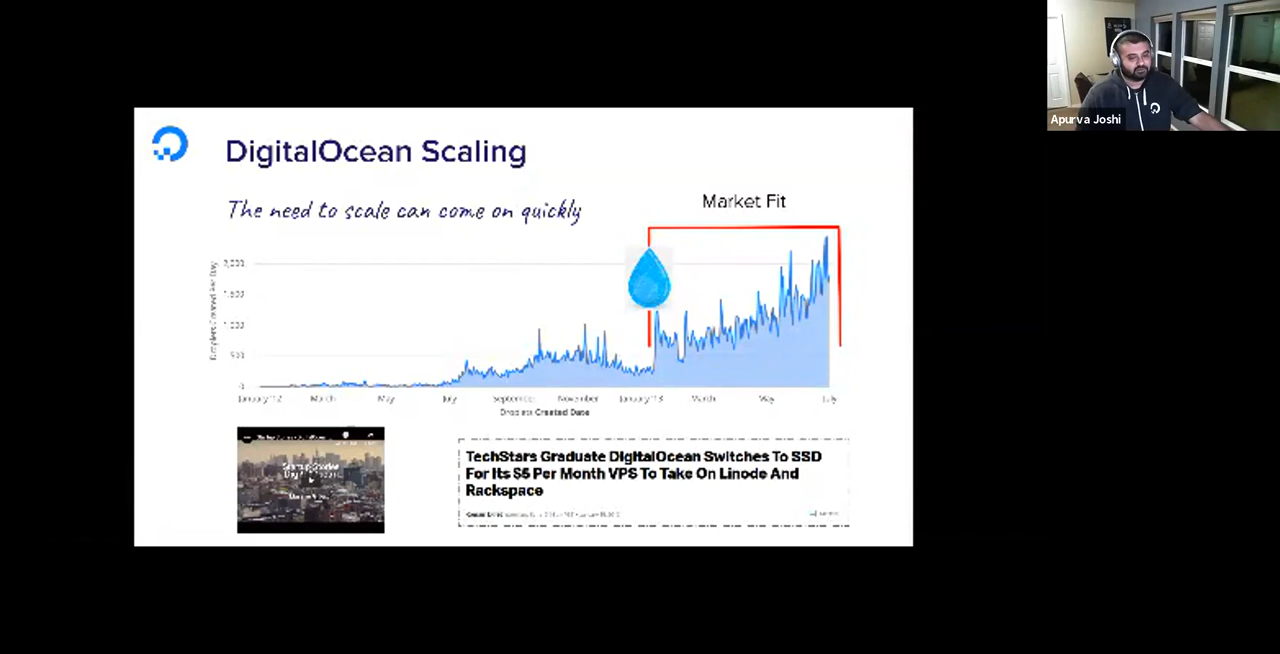 Apurva Joshi
DigitalOcean Scaling
The need to scale can come on quickly
Market Fit
2,000
1,500
1,000
500
0
January '12 March May July September November January '13 March May July
Droplets Created Date
Startup Stories
TechStars Graduate DigitalOcean Switches To SSD
For Its $5 Per Month VPS To Take On Linode And
Rackspace